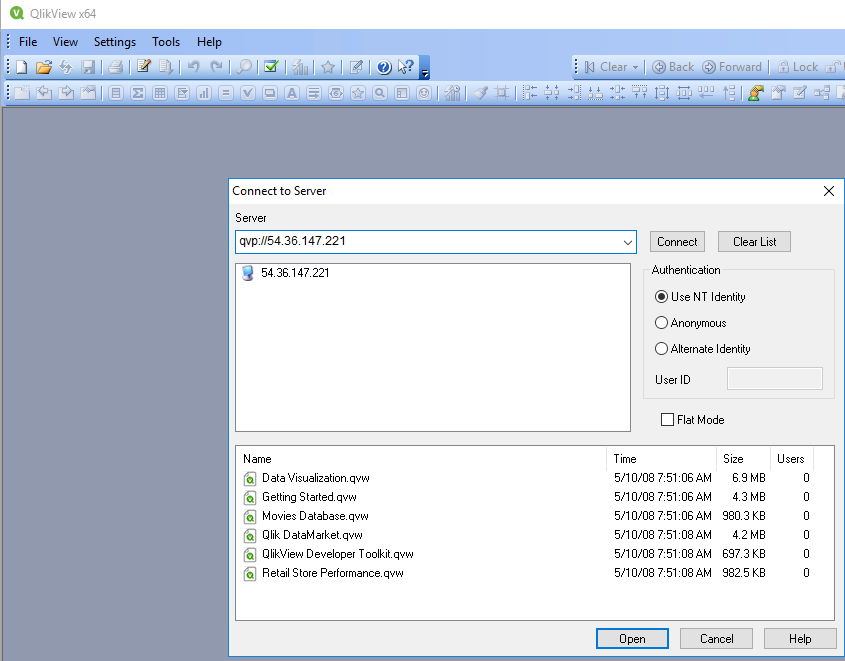 QlikView x64
File View Settings Tools Help
Clear Back Forward Lock
Connect to Server
Server
qvp://54.36.147.221 Connect Clear List
54.36.147.221
Authentication
Use NT Identity
Anonymous
Alternate Identity
User ID
Flat Mode
Name Time Size Users
Data Visualization.qvw 5/10/08 7:51:06 AM 6.9 MB 0
Getting Started.qvw 5/10/08 7:51:06 AM 4.3 MB 0
Movies Database.qvw 5/10/08 7:51:06 AM 980.3 KB 0
Qlik DataMarket.qvw 5/10/08 7:51:08 AM 4.2 MB 0
QlikView Developer Toolkit.qvw 5/10/08 7:51:08 AM 697.3 KB 0
Retail Store Performance.qvw 5/10/08 7:51:08 AM 982.5 KB 0
Open Cancel Help